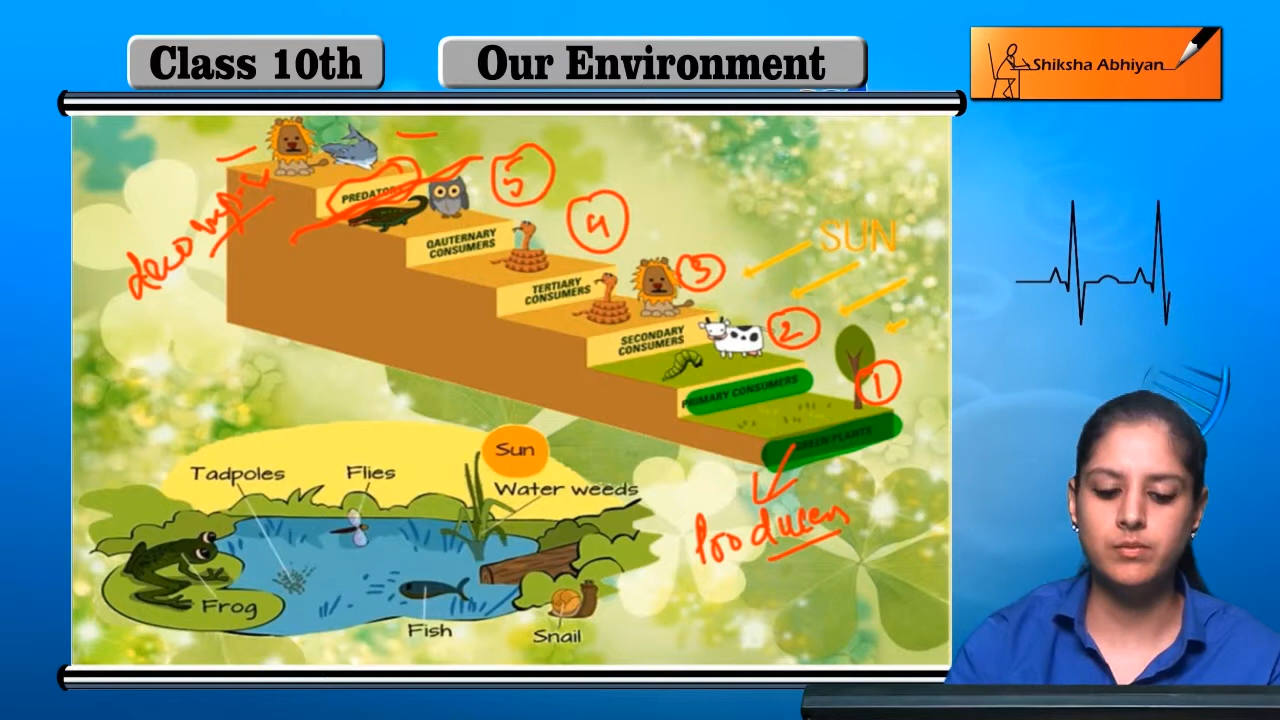 Class 10th
Our Environment
Shiksha Abhiyan
PREDATORS
5
QAUTERNARY
CONSUMERS
4
SUN
TERTIARY
CONSUMERS
3
SECONDARY
CONSUMERS
2
PRIMARY CONSUMERS
1
GREEN PLANTS
Producers
Sun
Tadpoles
Flies
Water weeds
Frog
Fish
Snail